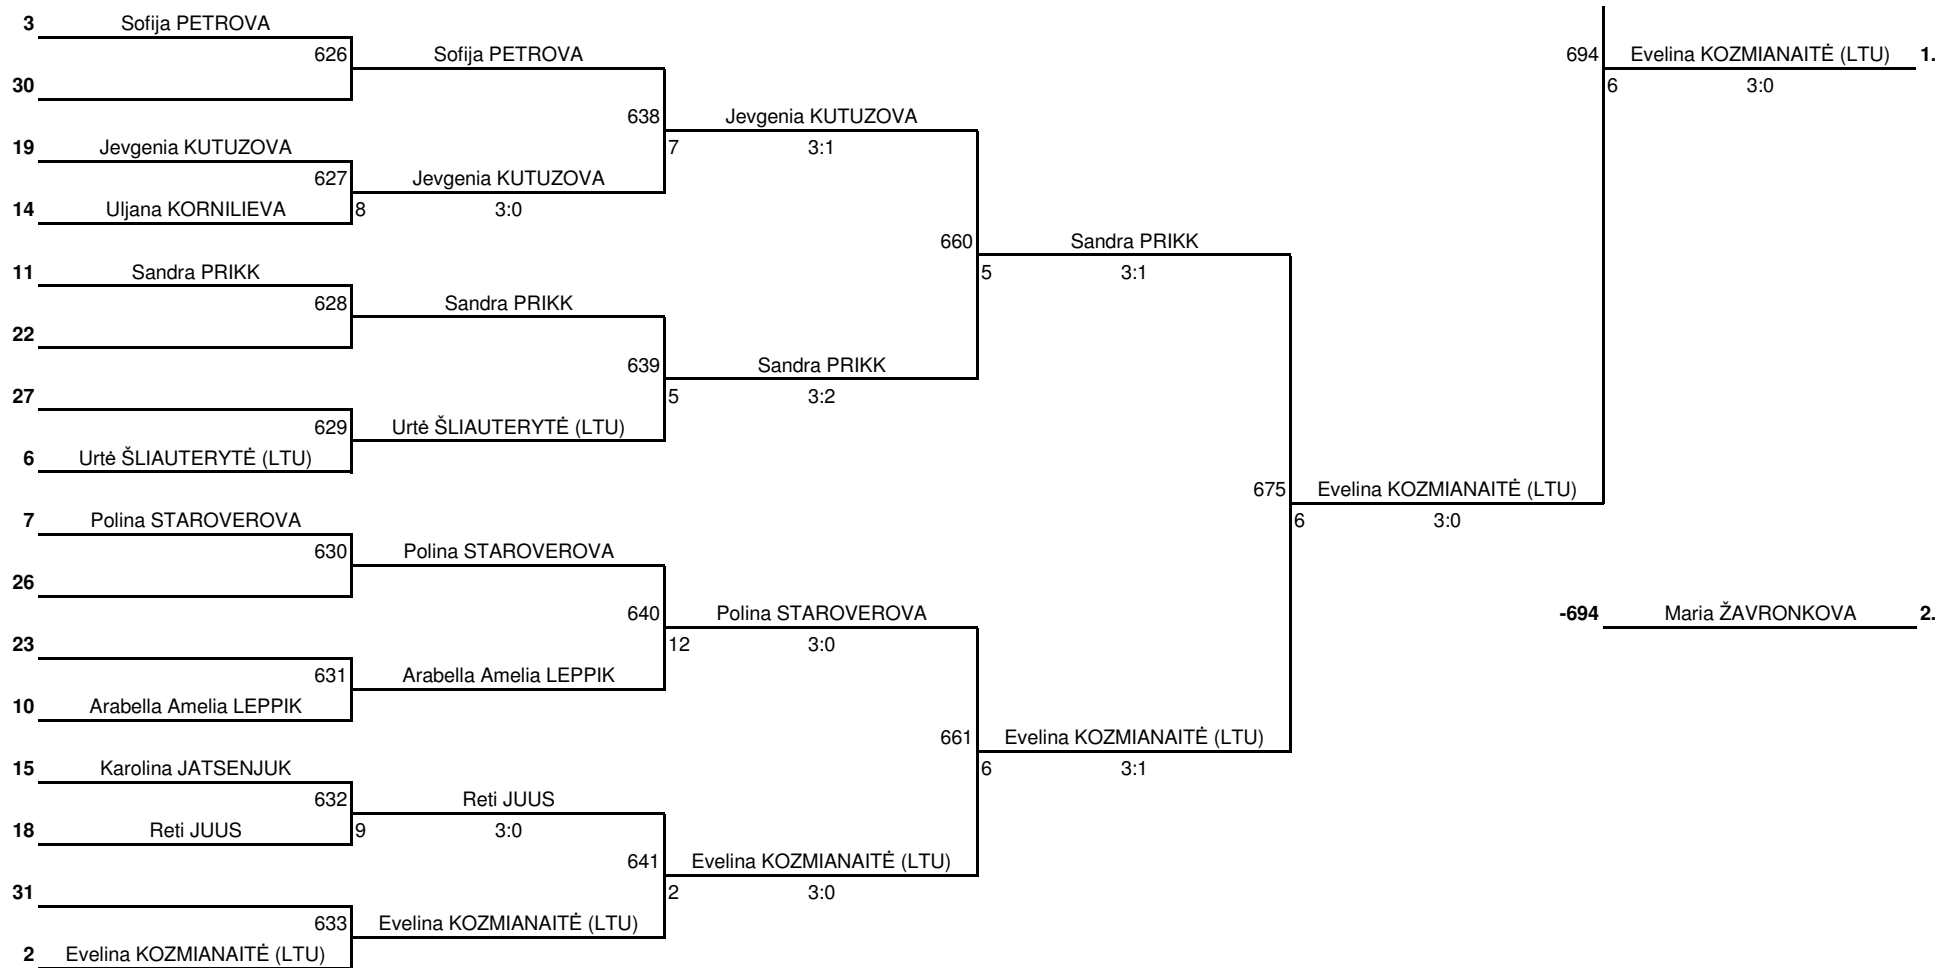 3 Sofija PETROVA
626 Sofija PETROVA 694 Evelina KOZMIANAITĖ (LTU) 1.
30 6 3:0
638 Jevgenia KUTUZOVA
19 Jevgenia KUTUZOVA 7 3:1
627 Jevgenia KUTUZOVA
14 Uljana KORNILIEVA 8 3:0
660 Sandra PRIKK
11 Sandra PRIKK 5 3:1
628 Sandra PRIKK
22
639 Sandra PRIKK
27 5 3:2
629 Urtė ŠLIAUTERYTĖ (LTU)
6 Urtė ŠLIAUTERYTĖ (LTU)
675 Evelina KOZMIANAITĖ (LTU)
7 Polina STAROVEROVA 6 3:0
630 Polina STAROVEROVA
26
640 Polina STAROVEROVA -694 Maria ŽAVRONKOVA 2.
23 12 3:0
631 Arabella Amelia LEPPIK
10 Arabella Amelia LEPPIK
661 Evelina KOZMIANAITĖ (LTU)
15 Karolina JATSENJUK 6 3:1
632 Reti JUUS
18 Reti JUUS 9 3:0
641 Evelina KOZMIANAITĖ (LTU)
31 2 3:0
633 Evelina KOZMIANAITĖ (LTU)
2 Evelina KOZMIANAITĖ (LTU)